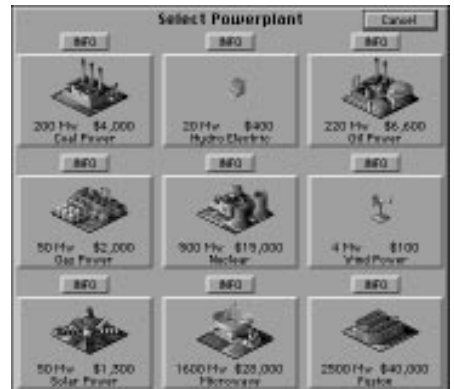 Select Powerplant
Cancel
INFO INFO INFO
200 Mw $4,000
Coal Power
20 Mw $400
Hydro Electric
220 Mw $6,600
Oil Power
INFO INFO INFO
50 Mw $2,000
Gas Power
$15,000
Nuclear
4 Mw $100
Wind Power
INFO INFO INFO
50 Mw $1,300
Solar Power
1600 Mw $28,000
Microwave
2500 Mw $40,000
Fusion